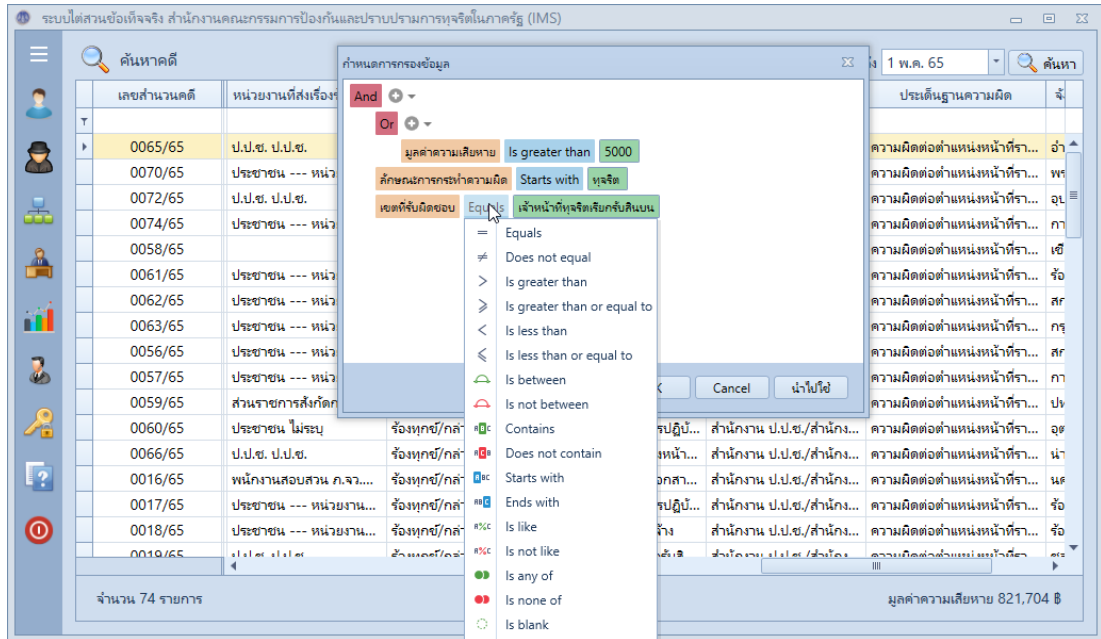 ระบบไต่สวนข้อเท็จจริง สำนักงานคณะกรรมการป้องกันและปราบปรามการทุจริตในภาครัฐ (IMS)
ค้นหาคดี
1 พ.ค. 65 ค้นหา
กำหนดการกรองข้อมูล
And
Or
มูลค่าความเสียหาย Is greater than 5000
ลักษณะการกระทำความผิด Starts with ทุจริต
เขตที่รับผิดชอบ Equals เจ้าหน้าที่ทุจริตเรียกรับสินบน
Equals
Does not equal
Is greater than
Is greater than or equal to
Is less than
Is less than or equal to
Is between
Is not between
Contains
Does not contain
Starts with
Ends with
Is like
Is not like
Is any of
Is none of
Is blank
Cancel นำไปใช้
เลขสำนวนคดี หน่วยงานที่ส่งเรื่อง ประเด็นฐานความผิด
0065/65 ป.ป.ช. ป.ป.ช. ความผิดต่อตำแหน่งหน้าที่รา...
0070/65 ประชาชน --- หน่ว ความผิดต่อตำแหน่งหน้าที่รา...
0072/65 ป.ป.ช. ป.ป.ช. ความผิดต่อตำแหน่งหน้าที่รา...
0074/65 ประชาชน --- หน่ว ความผิดต่อตำแหน่งหน้าที่รา...
0058/65 ความผิดต่อตำแหน่งหน้าที่รา...
0061/65 ประชาชน --- หน่ว ความผิดต่อตำแหน่งหน้าที่รา...
0062/65 ประชาชน --- หน่ว ความผิดต่อตำแหน่งหน้าที่รา...
0063/65 ประชาชน --- หน่ว ความผิดต่อตำแหน่งหน้าที่รา...
0056/65 ประชาชน --- หน่ว ความผิดต่อตำแหน่งหน้าที่รา...
0057/65 ประชาชน --- หน่ว ความผิดต่อตำแหน่งหน้าที่รา...
0059/65 ส่วนราชการสังกัดก ความผิดต่อตำแหน่งหน้าที่รา...
0060/65 ประชาชน ไม่ระบุ ร้องทุกข์/กล่ รปฏิบั... สำนักงาน ป.ป.ช./สำนักง... ความผิดต่อตำแหน่งหน้าที่รา...
0066/65 ป.ป.ช. ป.ป.ช. ร้องทุกข์/กล่ งหน้า... สำนักงาน ป.ป.ช./สำนักง... ความผิดต่อตำแหน่งหน้าที่รา...
0016/65 พนักงานสอบสวน ภ.จว.... ร้องทุกข์/กล่ อกสา... สำนักงาน ป.ป.ช./สำนักง... ความผิดต่อตำแหน่งหน้าที่รา...
0017/65 ประชาชน --- หน่วยงาน... ร้องทุกข์/กล่ รปฏิบั... สำนักงาน ป.ป.ช./สำนักง... ความผิดต่อตำแหน่งหน้าที่รา...
0018/65 ประชาชน --- หน่วยงาน... ร้องทุกข์/กล่ จ้าง สำนักงาน ป.ป.ช./สำนักง... ความผิดต่อตำแหน่งหน้าที่รา...
0019/65
จำนวน 74 รายการ มูลค่าความเสียหาย 821,704 ฿